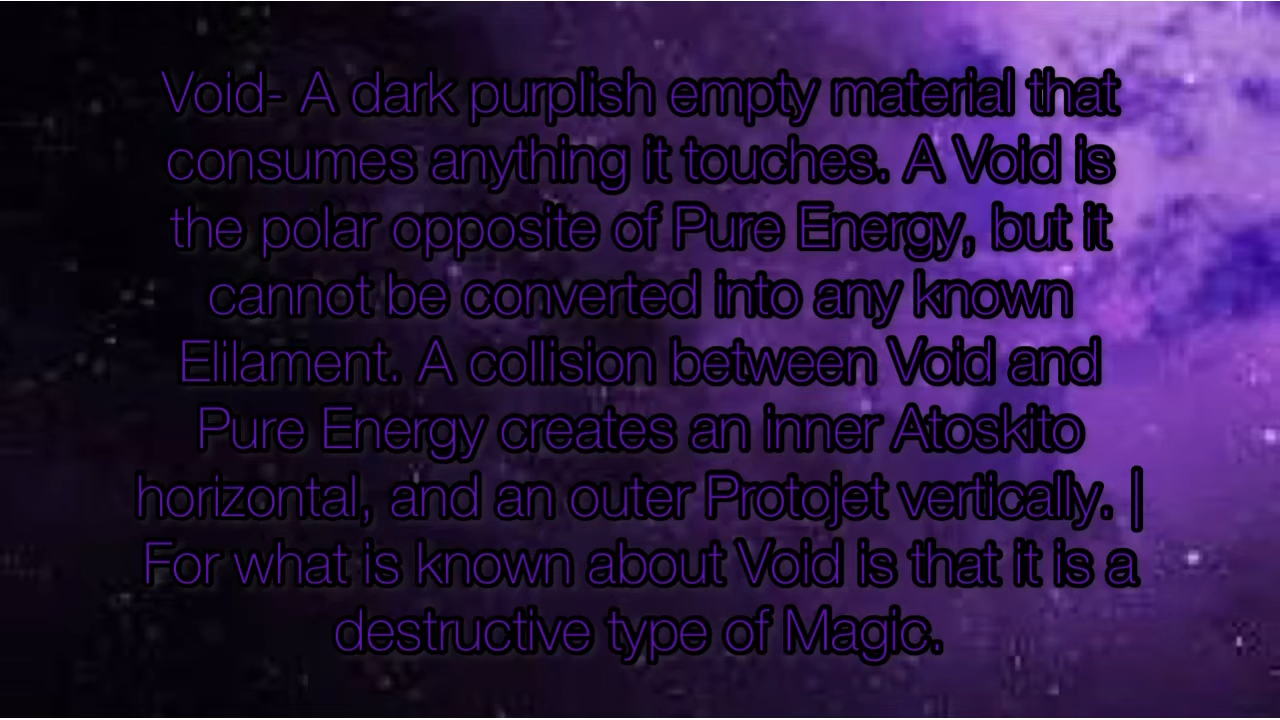 Void- A dark purplish empty material that
consumes anything it touches. A Void is
the polar opposite of Pure Energy, but it
cannot be converted into any known
Elilament. A collision between Void and
Pure Energy creates an inner Atoskito
horizontal, and an outer Protojet vertically. |
For what is known about Void is that it is a
destructive type of Magic.